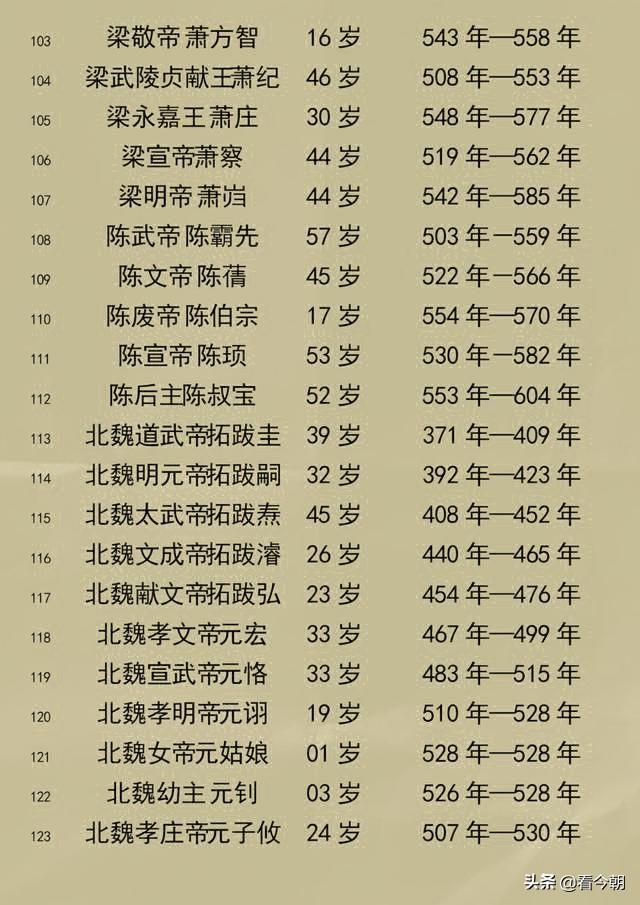 103 梁敬帝 萧方智 16 岁 543 年—558 年
104 梁武陵贞献王萧纪 46 岁 508 年—553 年
105 梁永嘉王 萧庄 30 岁 548 年—577 年
106 梁宣帝萧察 44 岁 519 年—562 年
107 梁明帝 萧岿 44 岁 542 年—585 年
108 陈武帝 陈霸先 57 岁 503 年—559 年
109 陈文帝 陈蒨 45 岁 522 年—566 年
110 陈废帝 陈伯宗 17 岁 554 年—570 年
111 陈宣帝 陈顼 53 岁 530 年—582 年
112 陈后主陈叔宝 52 岁 553 年—604 年
113 北魏道武帝拓跋圭 39 岁 371 年—409 年
114 北魏明元帝拓跋嗣 32 岁 392 年—423 年
115 北魏太武帝拓跋焘 45 岁 408 年—452 年
116 北魏文成帝拓跋濬 26 岁 440 年—465 年
117 北魏献文帝拓跋弘 23 岁 454 年—476 年
118 北魏孝文帝元宏 33 岁 467 年—499 年
119 北魏宣武帝元恪 33 岁 483 年—515 年
120 北魏孝明帝元诩 19 岁 510 年—528 年
121 北魏女帝元姑娘 01 岁 528 年—528 年
122 北魏幼主 元钊 03 岁 526 年—528 年
123 北魏孝庄帝元子攸 24 岁 507 年—530 年
头条 @看今朝